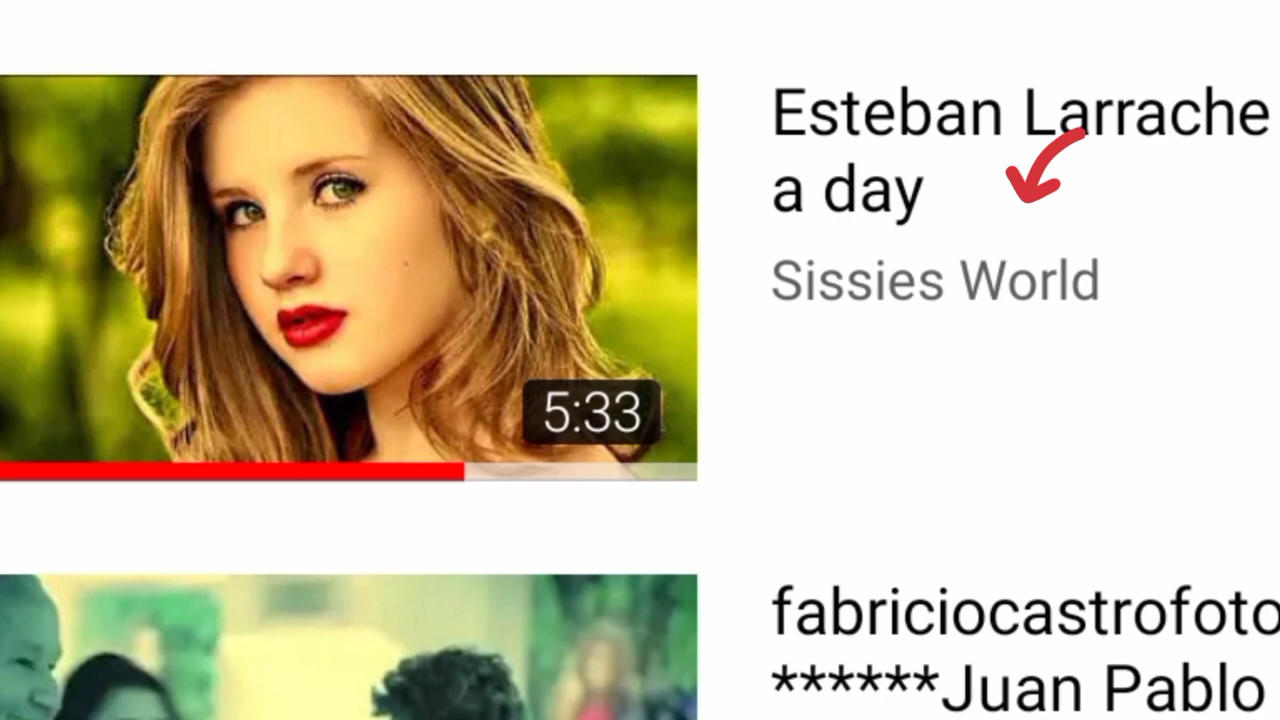 Esteban Larrache
a day
Sissies World
5:33
fabriciocastrofoto
******Juan Pablo